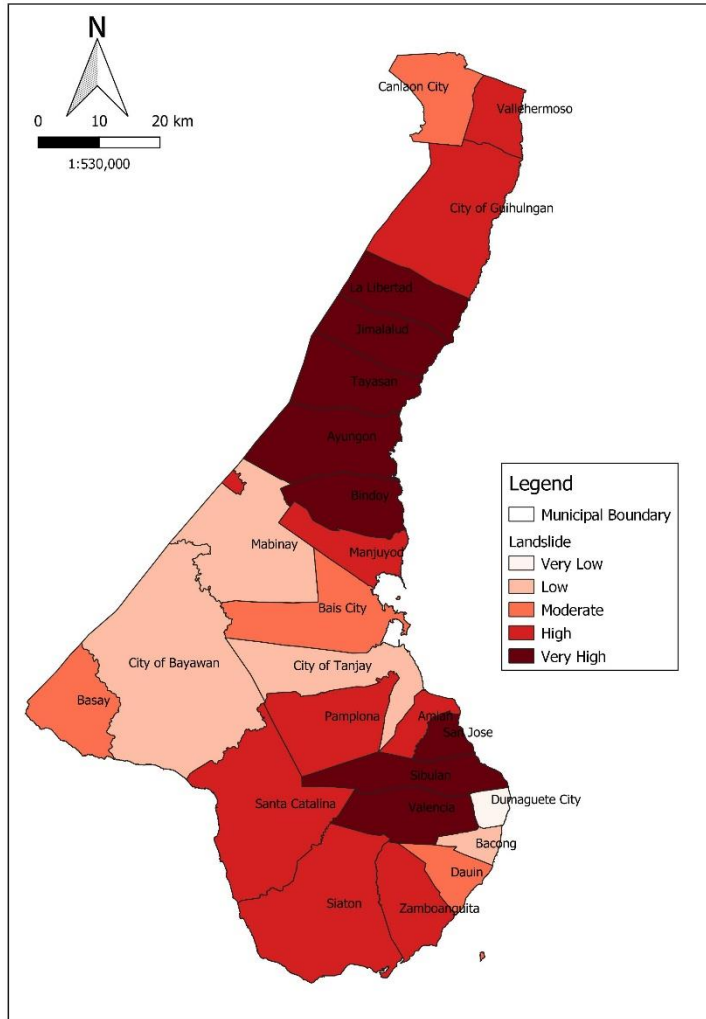 N
0 10 20 km
1:530,000
Canlaon City
Vallehermoso
City of Guihulngan
La Libertad
Jimalalud
Tayasan
Ayungon
Bindoy
Manjuyod
Mabinay
Bais City
City of Bayawan
City of Tanjay
Basay
Pamplona
Amlan
San Jose
Sibulan
Santa Catalina
Valencia
Dumaguete City
Bacong
Dauin
Siaton
Zamboanguita
Legend
Municipal Boundary
Landslide
Very Low
Low
Moderate
High
Very High